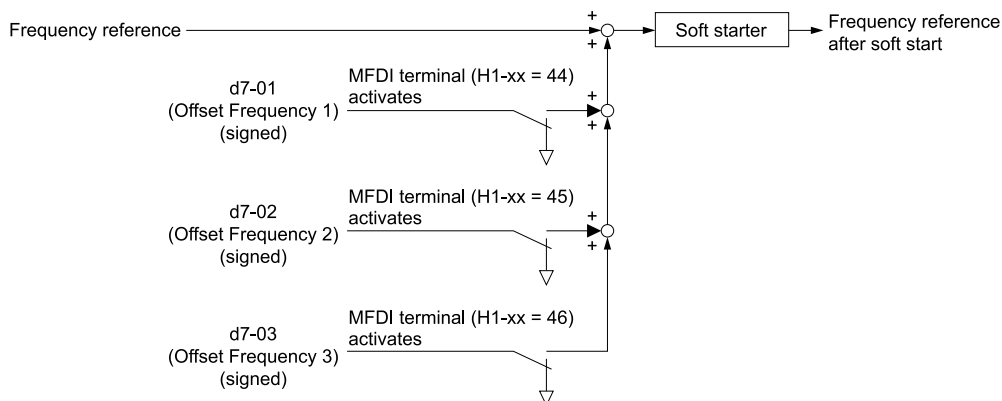 Frequency reference
+
+
Soft starter
Frequency reference
after soft start
d7-01
(Offset Frequency 1)
(signed)
MFDI terminal (H1-xx = 44)
activates
+
+
d7-02
(Offset Frequency 2)
(signed)
MFDI terminal (H1-xx = 45)
activates
+
+
d7-03
(Offset Frequency 3)
(signed)
MFDI terminal (H1-xx = 46)
activates